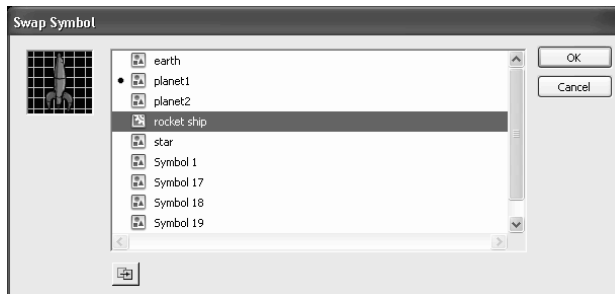 Swap Symbol
earth
planet1
planet2
rocket ship
star
Symbol 1
Symbol 17
Symbol 18
Symbol 19
OK
Cancel